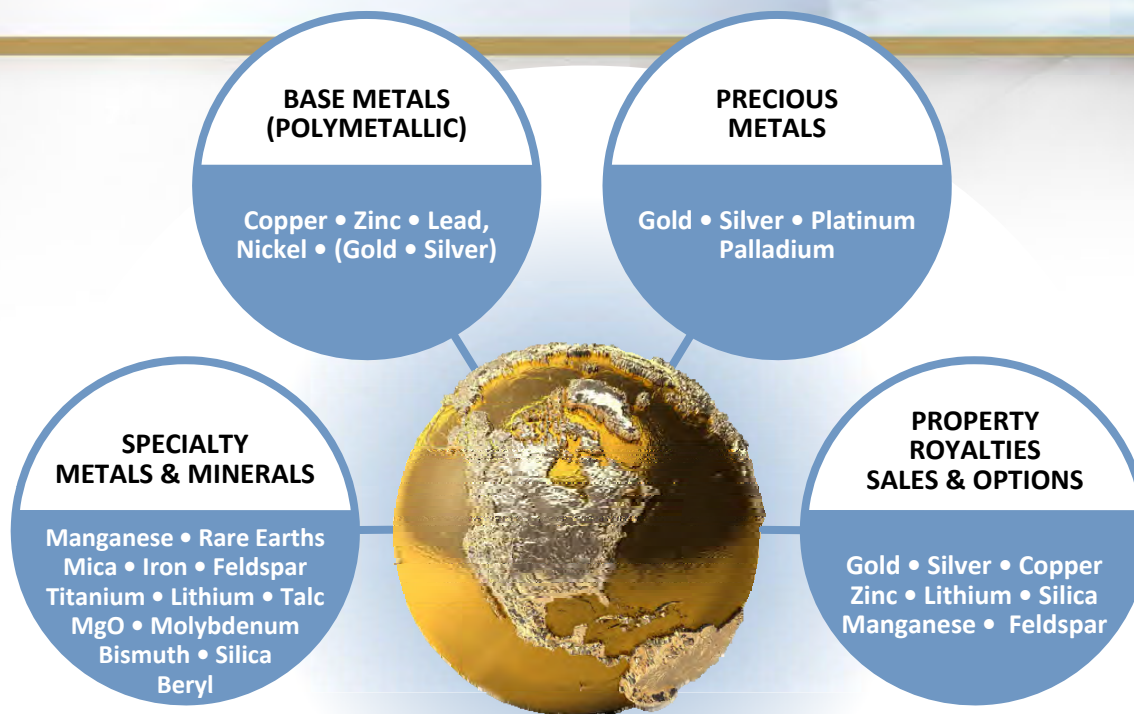 BASE METALS
(POLYMETALLIC)
Copper • Zinc • Lead,
Nickel • (Gold • Silver)
PRECIOUS
METALS
Gold • Silver • Platinum
Palladium
SPECIALTY
METALS & MINERALS
Manganese • Rare Earths
Mica • Iron • Feldspar
Titanium • Lithium • Talc
MgO • Molybdenum
Bismuth • Silica
Beryl
PROPERTY
ROYALTIES
SALES & OPTIONS
Gold • Silver • Copper
Zinc • Lithium • Silica
Manganese • Feldspar